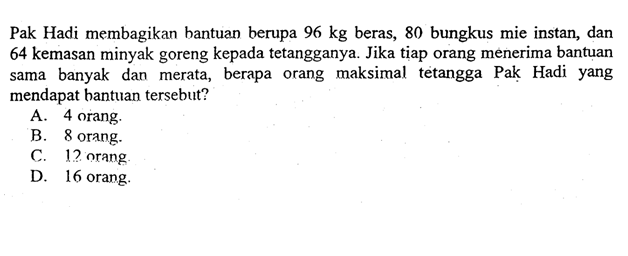 Pak Hadi membagikan bantuan berupa 96 kg beras, 80 bungkus mie instan, dan
64 kemasan minyak goreng kepada tetangganya. Jika tiap orang menerima bantuan
sama banyak dan merata, berapa orang maksimal tetangga Pak Hadi yang
mendapat bantuan tersebut?
A. 4 orang.
B. 8 orang.
C. 12 orang.
D. 16 orang.